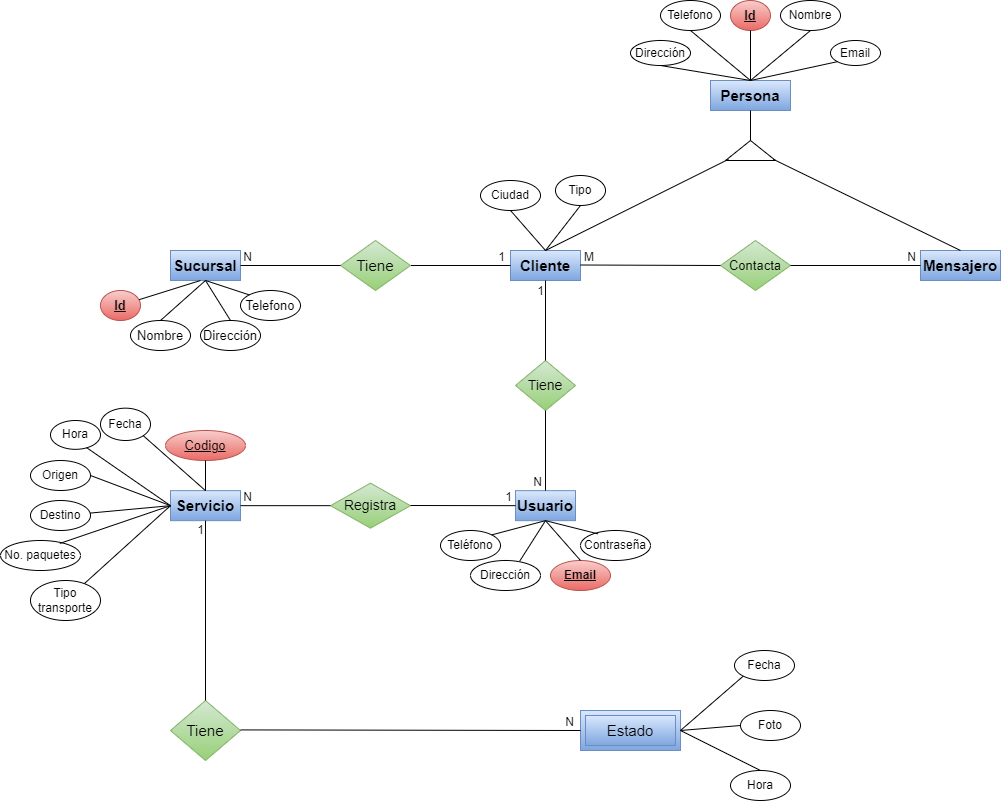 Telefono
Id
Nombre
Dirección
Email
Persona
Ciudad
Tipo
Sucursal
N
Tiene
1
Cliente
M
Contacta
N
Mensajero
1
Id
Telefono
Nombre
Dirección
Tiene
Fecha
Hora
Codigo
Origen
N
Servicio
N
Registra
1
Usuario
Destino
1
No. paquetes
Teléfono
Contraseña
Dirección
Email
Tipo
transporte
Fecha
N
Tiene
Estado
Foto
Hora